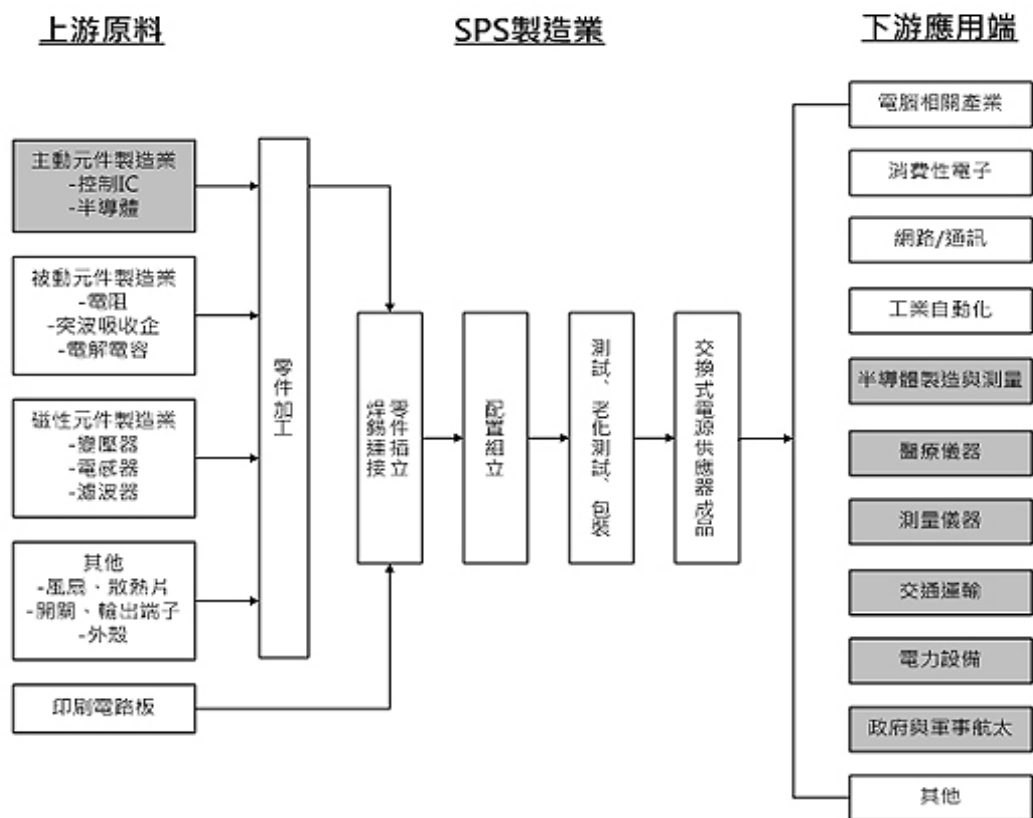 上游原料
SPS製造業
下游應用端
主動元件製造業
-控制IC
-半導體
被動元件製造業
-電阻
-突波吸收企
-電解電容
磁性元件製造業
-變壓器
-電感器
-濾波器
其他
-風扇、散熱片
-開關、輸出端子
-外殼
印刷電路板
零件加工
零件插立
焊錫連接
配置組立
測試、老化測試、包裝
交換式電源供應器成品
電腦相關產業
消費性電子
網路/通訊
工業自動化
半導體製造與測量
醫療儀器
測量儀器
交通運輸
電力設備
政府與軍事航太
其他